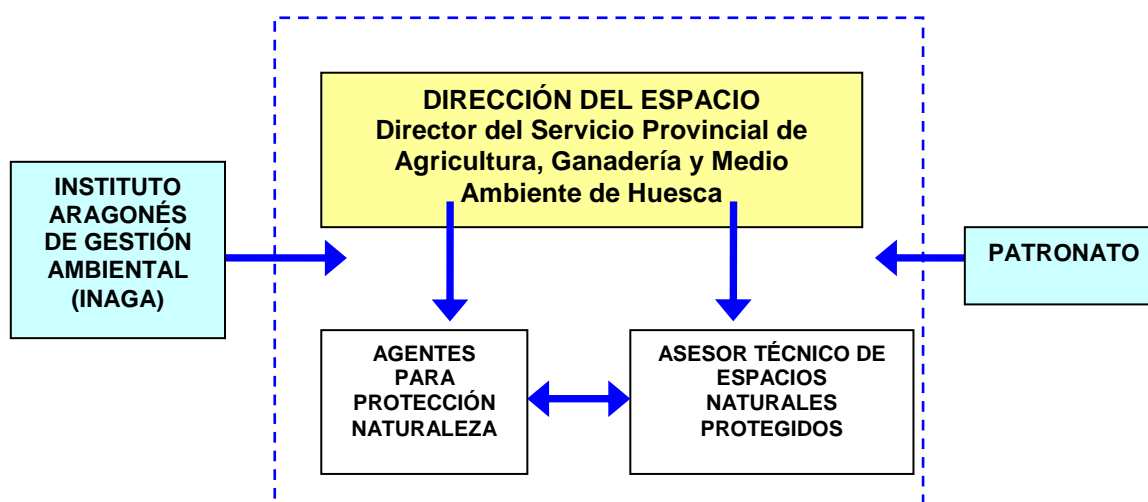 DIRECCIÓN DEL ESPACIO
Director del Servicio Provincial de
Agricultura, Ganadería y Medio
Ambiente de Huesca
INSTITUTO
ARAGONÉS
DE GESTIÓN
AMBIENTAL
(INAGA)
PATRONATO
AGENTES
PARA
PROTECCIÓN
NATURALEZA
ASESOR TÉCNICO DE
ESPACIOS
NATURALES
PROTEGIDOS